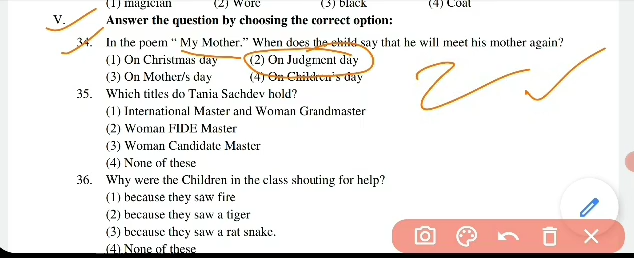 (1) magician (2) Wore (3) black (4) Coat
V. Answer the question by choosing the correct option:
34. In the poem “ My Mother.” When does the child say that he will meet his mother again?
(1) On Christmas day (2) On Judgment day
(3) On Mother/s day (4) On Children's day
35. Which titles do Tania Sachdev hold?
(1) International Master and Woman Grandmaster
(2) Woman FIDE Master
(3) Woman Candidate Master
(4) None of these
36. Why were the Children in the class shouting for help?
(1) because they saw fire
(2) because they saw a tiger
(3) because they saw a rat snake.
(4) None of these
2